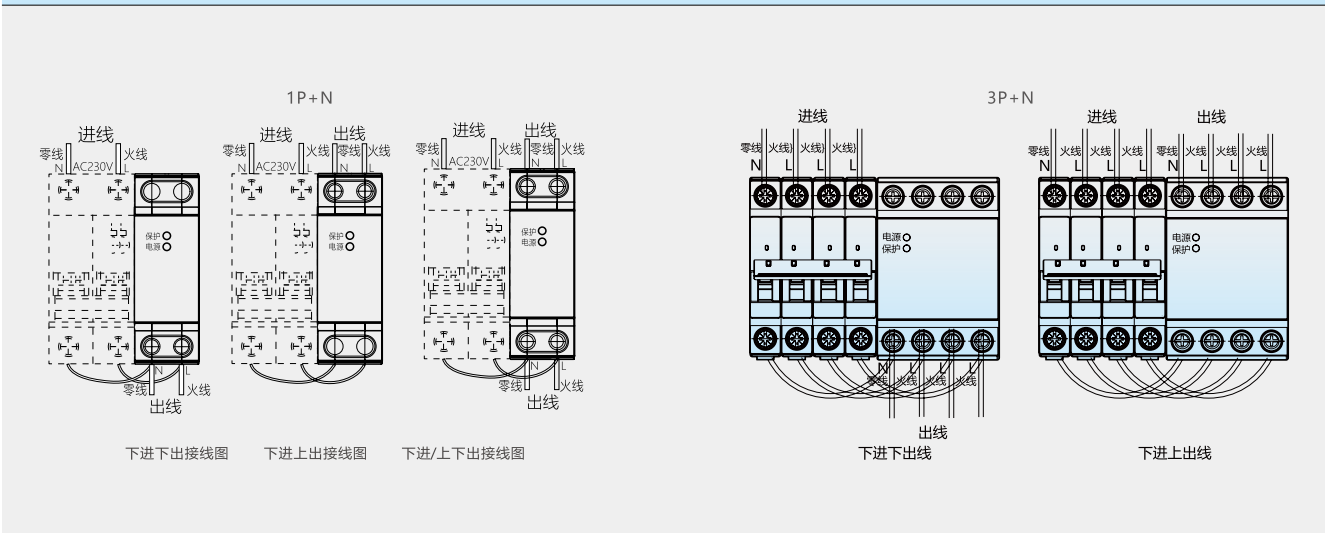 1P+N
进线
零线
火线
N AC230V L
保护
电源
N L
零线
火线
出线
下进下出接线图
进线
出线
零线
火线
零线
火线
N AC230V L N L
保护
电源
下进上出接线图
进线
出线
零线
火线
零线
火线
N AC230V L N L
保护
电源
零线
火线
出线
下进/上下出接线图
3P+N
进线
零线 火线} 火线} 火线}
N L L L
电源
保护
N L L L
零线 火线 火线 火线
出线
下进下出线
进线
出线
零线 火线 火线 火线 零线 火线 火线 火线
N L L L N L L L
电源
保护
下进上出线